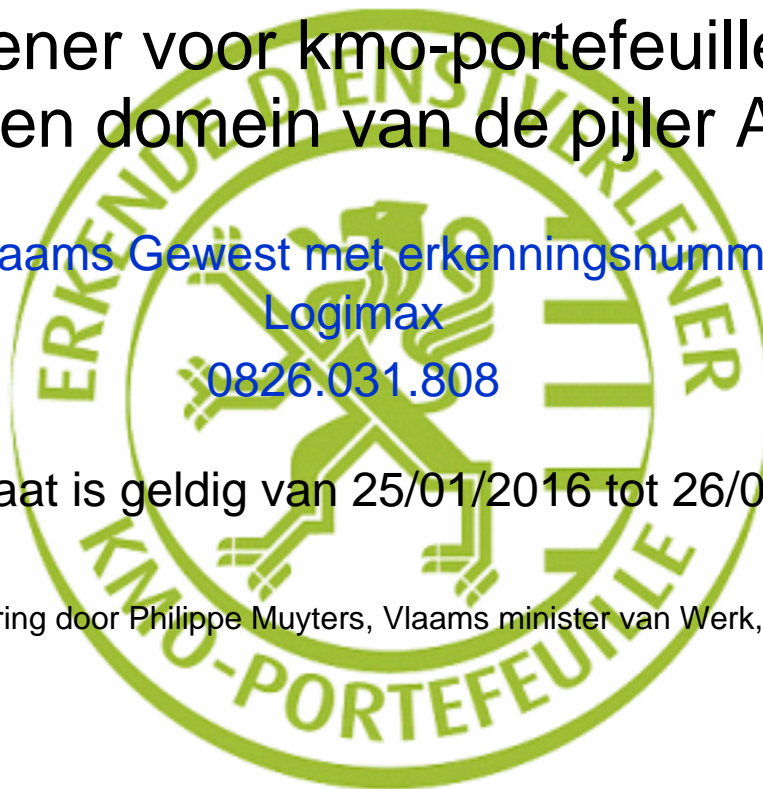 ener voor kmo-portefeuille
en domein van de pijler A
laams Gewest met erkenningsnumm
Logimax
0826.031.808
aat is geldig van 25/01/2016 tot 26/0
ring door Philippe Muyters, Vlaams minister van Werk,
ERKENDE DIENSTVERLENER
KMO-PORTEFEUILLE